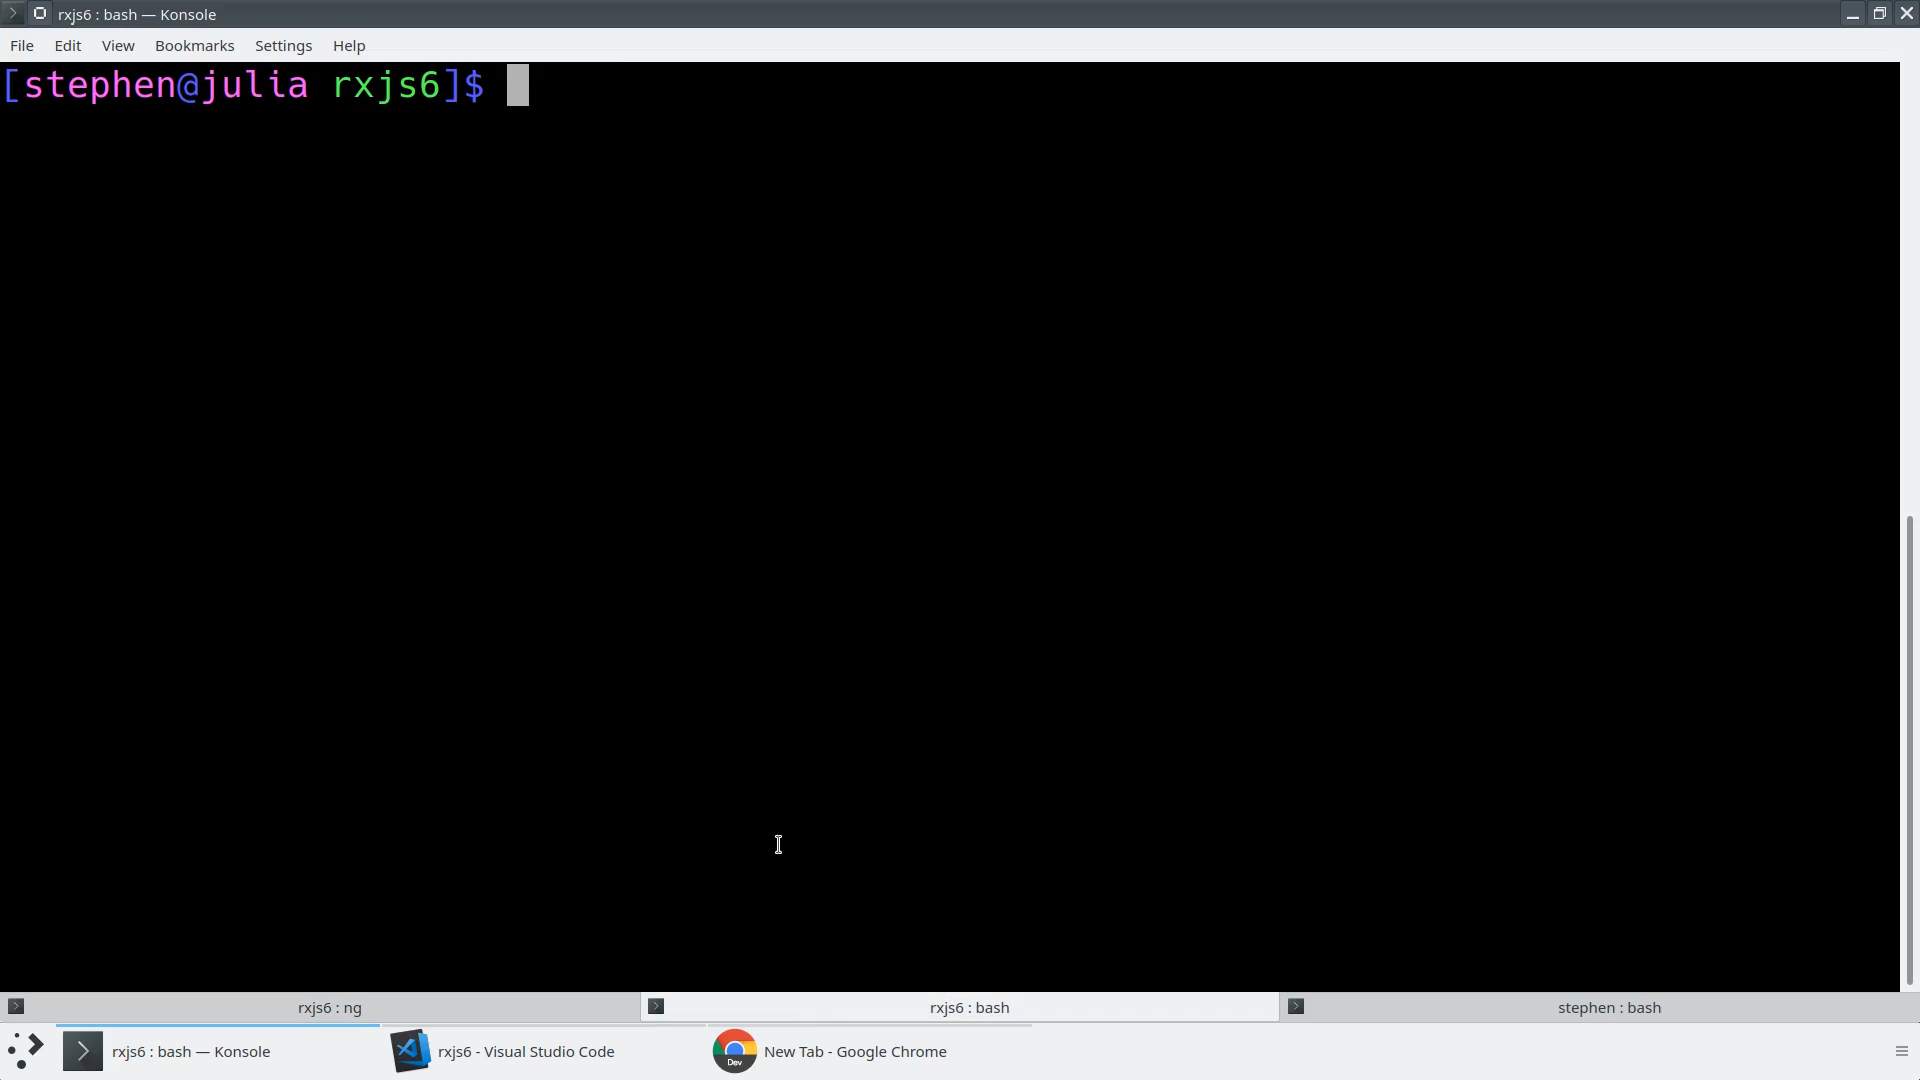 rxjs6 : bash — Konsole
File Edit View Bookmarks Settings Help
[stephen@julia rxjs6]$
rxjs6 : ng rxjs6 : bash stephen : bash
rxjs6 : bash — Konsole rxjs6 - Visual Studio Code Dev New Tab - Google Chrome